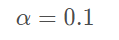 α = 0.1